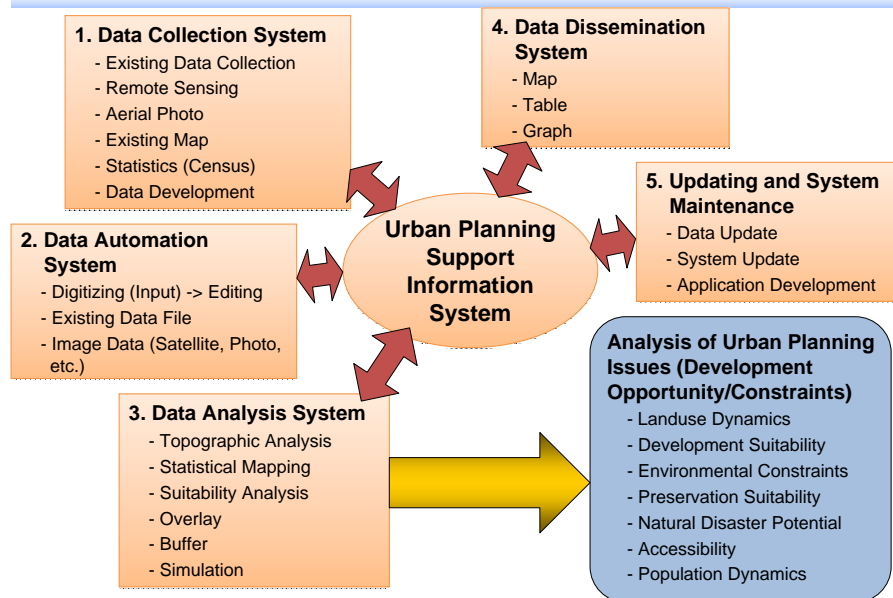 1. Data Collection System
- Existing Data Collection
- Remote Sensing
- Aerial Photo
- Existing Map
- Statistics (Census)
- Data Development
2. Data Automation
System
- Digitizing (Input) -> Editing
- Existing Data File
- Image Data (Satellite, Photo,
etc.)
3. Data Analysis System
- Topographic Analysis
- Statistical Mapping
- Suitability Analysis
- Overlay
- Buffer
- Simulation
4. Data Dissemination
System
- Map
- Table
- Graph
5. Updating and System
Maintenance
- Data Update
- System Update
- Application Development
Urban Planning
Support
Information
System
Analysis of Urban Planning
Issues (Development
Opportunity/Constraints)
- Landuse Dynamics
- Development Suitability
- Environmental Constraints
- Preservation Suitability
- Natural Disaster Potential
- Accessibility
- Population Dynamics